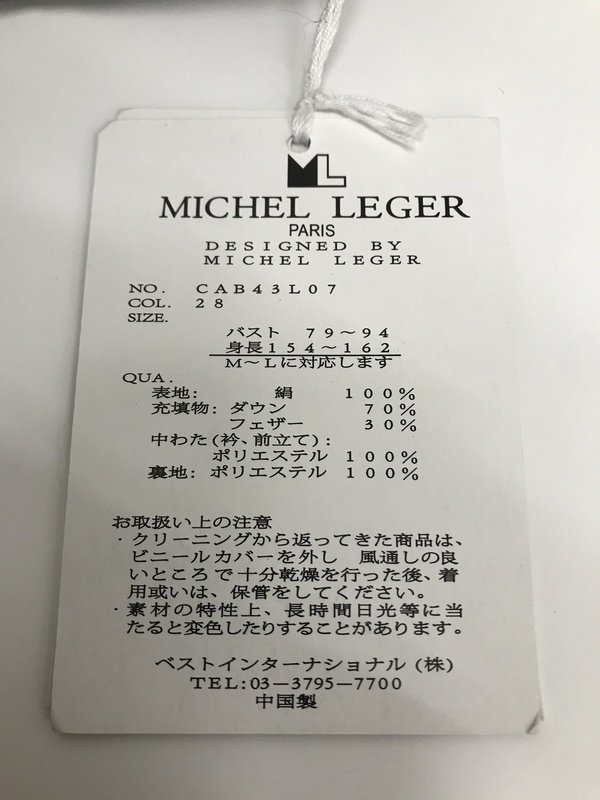 ML
MICHEL LEGER
PARIS
DESIGNED BY
MICHEL LEGER
NO. CAB43L07
COL. 28
SIZE.
バスト 79～94
身長154～162
M～Lに対応します
QUA.
表地: 絹 100%
充填物: ダウン 70%
フェザー 30%
中わた(衿、前立て):
ポリエステル 100%
裏地: ポリエステル 100%
お取扱い上の注意
・クリーニングから返ってきた商品は、
ビニールカバーを外し 風通しの良
いところで十分乾燥を行った後、着
用或いは、保管をしてください。
・素材の特性上、長時間日光等に当
たると変色したりすることがあります。
ベストインターナショナル(株)
TEL:03－3795－7700
中国製